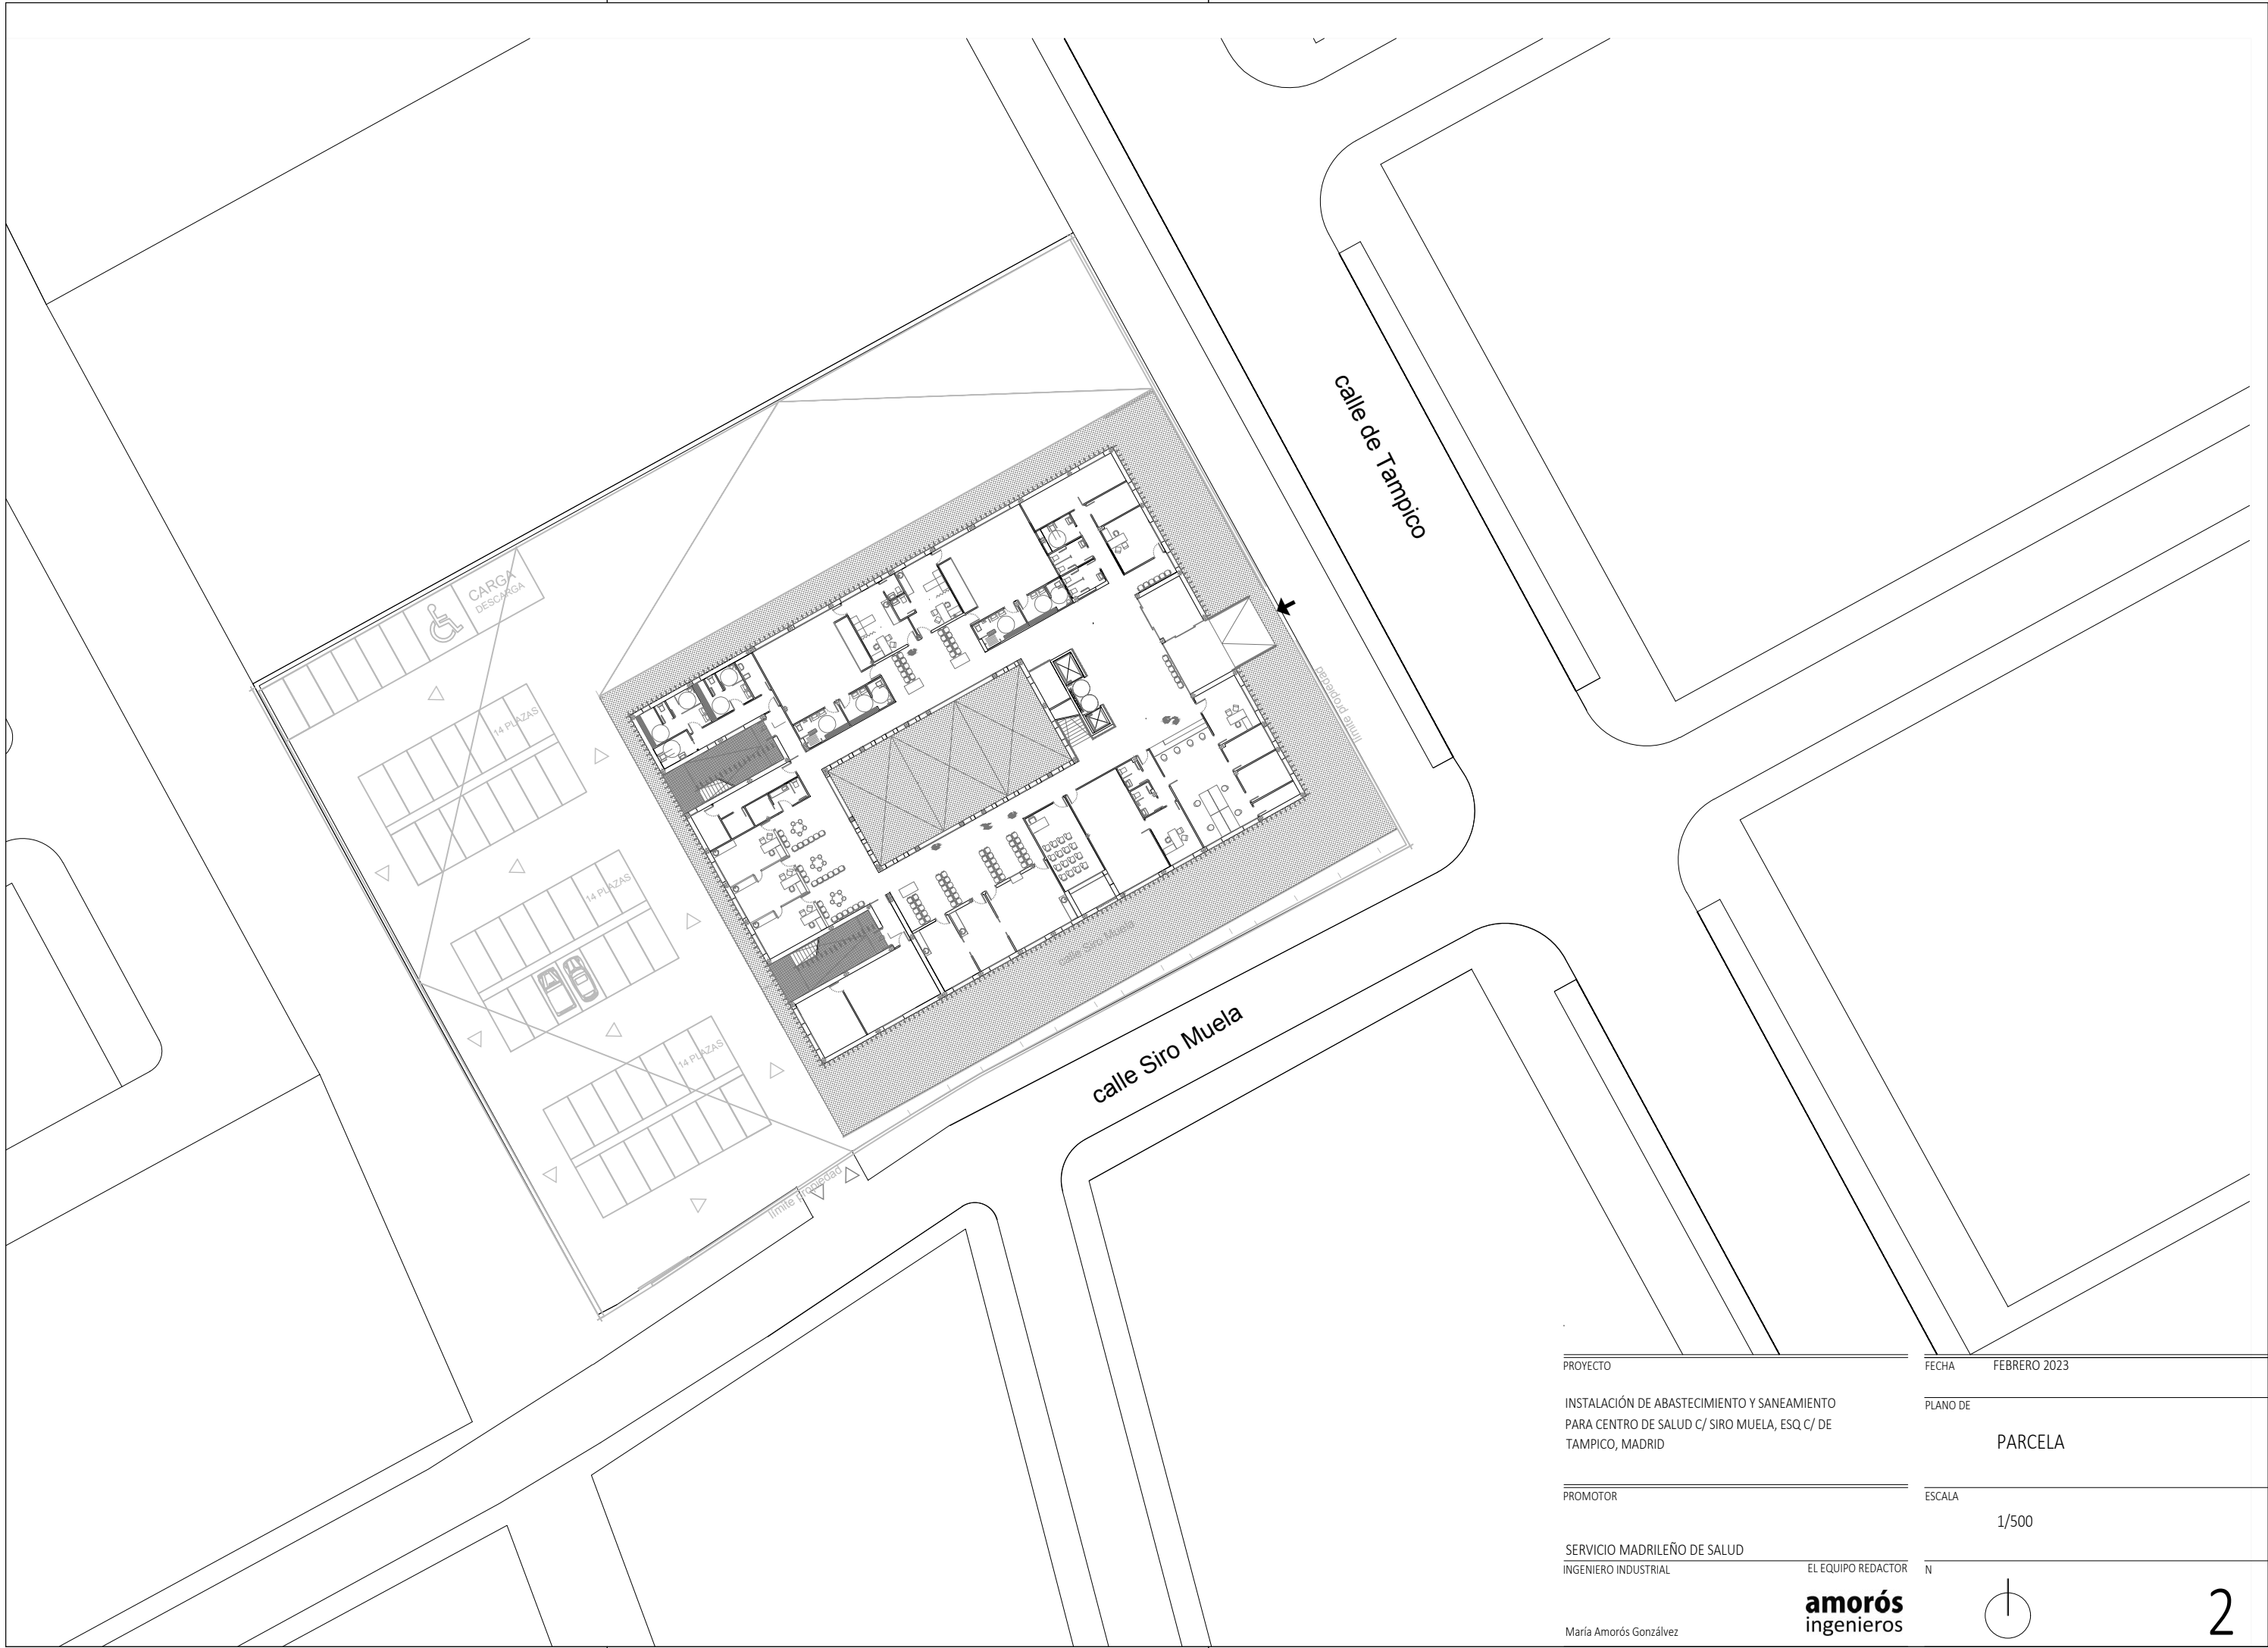 calle de Tampico
CARGA
DESCARGA
14 PLAZAS
límite propiedad
14 PLAZAS
calle Siro Muela
calle Siro Muela
14 PLAZAS
límite propiedad
PROYECTO
INSTALACIÓN DE ABASTECIMIENTO Y SANEAMIENTO
PARA CENTRO DE SALUD C/ SIRO MUELA, ESQ C/ DE
TAMPICO, MADRID
PROMOTOR
SERVICIO MADRILEÑO DE SALUD
INGENIERO INDUSTRIAL
EL EQUIPO REDACTOR
amorós
ingenieros
María Amorós Gonzálvez
FECHA FEBRERO 2023
PLANO DE
PARCELA
ESCALA
1/500
N
2